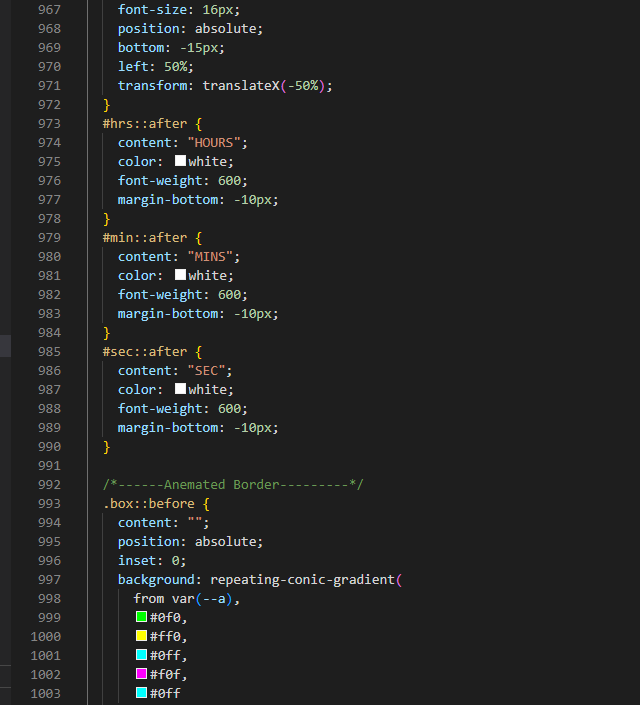 967 font-size: 16px;
968 position: absolute;
969 bottom: -15px;
970 left: 50%;
971 transform: translateX(-50%);
972 }
973 #hrs::after {
974 content: "HOURS";
975 color: white;
976 font-weight: 600;
977 margin-bottom: -10px;
978 }
979 #min::after {
980 content: "MINS";
981 color: white;
982 font-weight: 600;
983 margin-bottom: -10px;
984 }
985 #sec::after {
986 content: "SEC";
987 color: white;
988 font-weight: 600;
989 margin-bottom: -10px;
990 }
991
992 /*------Anemated Border---------*/
993 .box::before {
994 content: "";
995 position: absolute;
996 inset: 0;
997 background: repeating-conic-gradient(
998 from var(--a),
999 #0f0,
1000 #ff0,
1001 #0ff,
1002 #f0f,
1003 #0ff